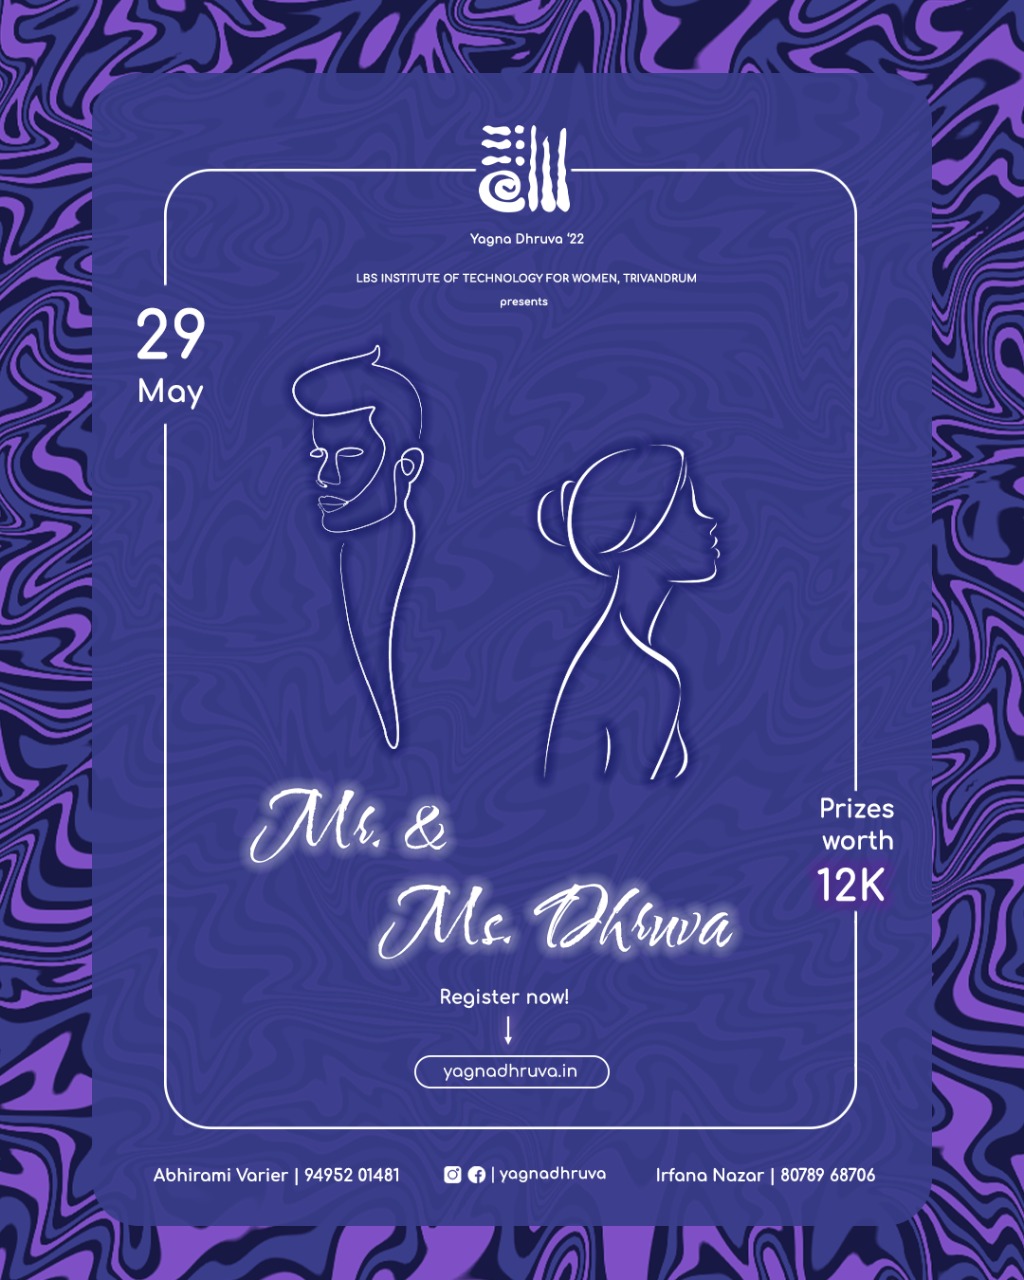 Yagna Dhruva ‘22
LBS INSTITUTE OF TECHNOLOGY FOR WOMEN, TRIVANDRUM
presents
29
May
Mr. &
Ms. Dhruva
Prizes
worth
12K
Register now!
yagnadhruva.in
Abhirami Varier | 94952 01481
| yagnadhruva
Irfana Nazar | 80789 68706